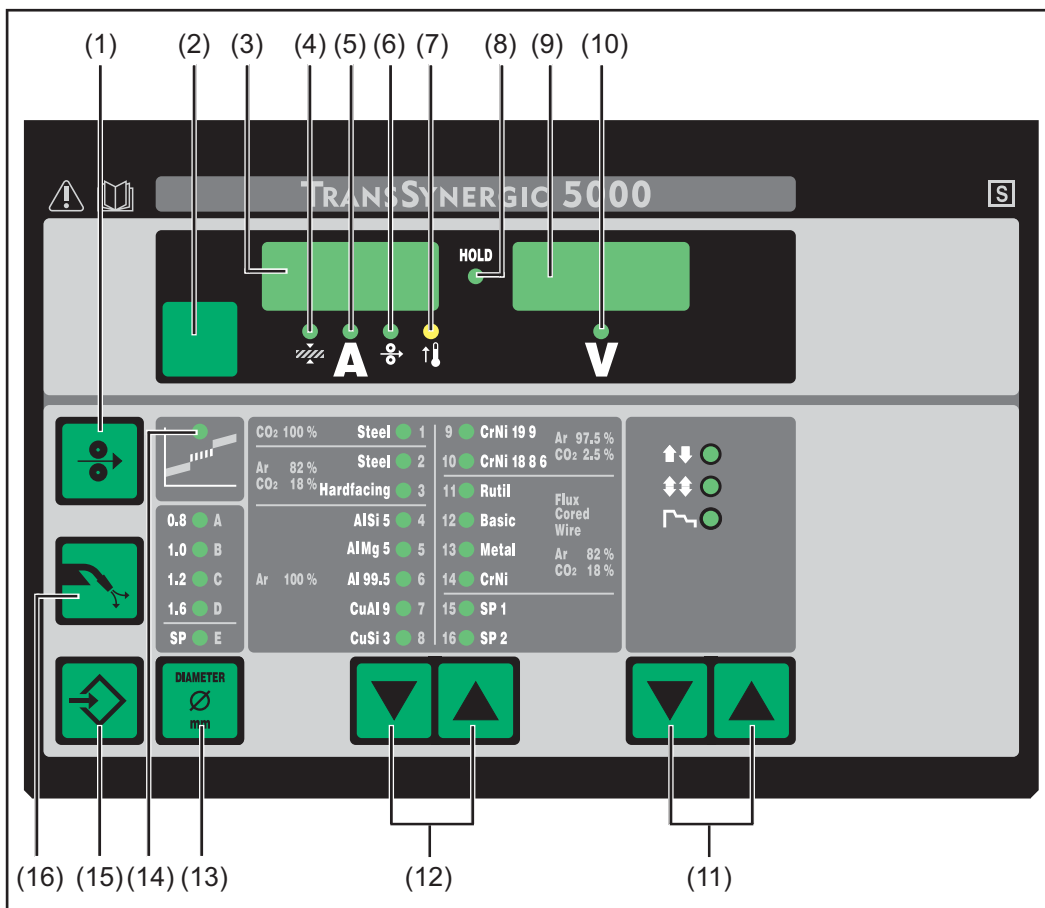 (1) (2) (3) (4) (5) (6) (7) (8) (9) (10)
TRANSSYNERGIC 5000
S
HOLD
A
V
CO2 100 % Steel 1
Ar 82 % Steel 2
CO2 18 % Hardfacing 3
AlSi 5 4
AlMg 5 5
Ar 100 % Al 99.5 6
CuAl 9 7
CuSi 3 8
9 CrNi 19 9 Ar 97.5 %
10 CrNi 18 8 6 CO2 2.5 %
11 Rutil Flux
12 Basic Cored
Wire
13 Metal Ar 82 %
14 CrNi CO2 18 %
15 SP 1
16 SP 2
0.8 A
1.0 B
1.2 C
1.6 D
SP E
DIAMETER
Ø
mm
(16) (15) (14) (13) (12) (11)